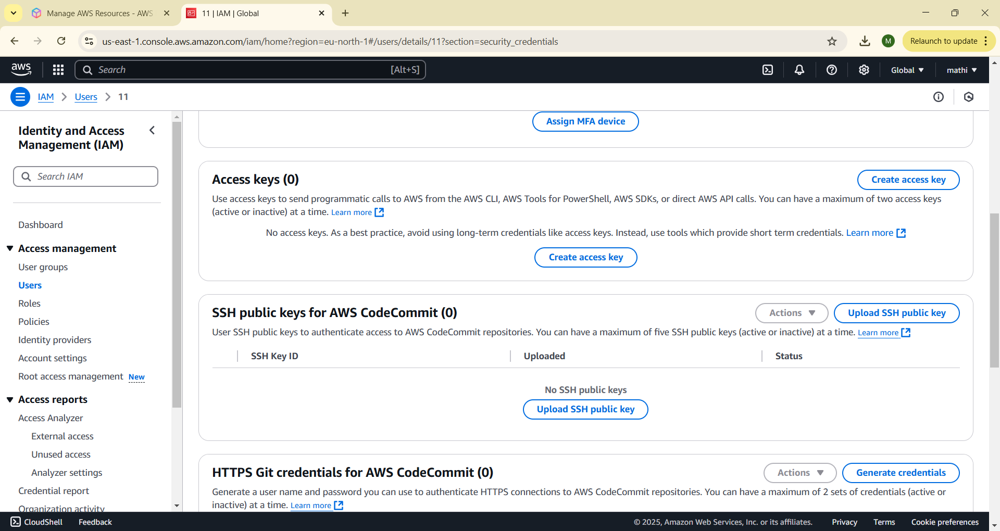 Manage AWS Resources - AWS
11 | IAM | Global
us-east-1.console.aws.amazon.com/iam/home?region=eu-north-1#/users/details/11?section=security_credentials
M
Relaunch to update
aws
Search
[Alt+S]
Global
mathi
IAM
Users
11
Identity and Access
Management (IAM)
Search IAM
Dashboard
Access management
User groups
Users
Roles
Policies
Identity providers
Account settings
Root access management New
Access reports
Access Analyzer
External access
Unused access
Analyzer settings
Credential report
Organization activity
Assign MFA device
Access keys (0)
Create access key
Use access keys to send programmatic calls to AWS from the AWS CLI, AWS Tools for PowerShell, AWS SDKs, or direct AWS API calls. You can have a maximum of two access keys
(active or inactive) at a time. Learn more
No access keys. As a best practice, avoid using long-term credentials like access keys. Instead, use tools which provide short term credentials. Learn more
Create access key
SSH public keys for AWS CodeCommit (0)
Actions
Upload SSH public key
User SSH public keys to authenticate access to AWS CodeCommit repositories. You can have a maximum of five SSH public keys (active or inactive) at a time. Learn more
SSH Key ID
Uploaded
Status
No SSH public keys
Upload SSH public key
HTTPS Git credentials for AWS CodeCommit (0)
Actions
Generate credentials
Generate a user name and password you can use to authenticate HTTPS connections to AWS CodeCommit repositories. You can have a maximum of 2 sets of credentials (active or
inactive) at a time. Learn more
CloudShell
Feedback
© 2025, Amazon Web Services, Inc. or its affiliates.
Privacy
Terms
Cookie preferences